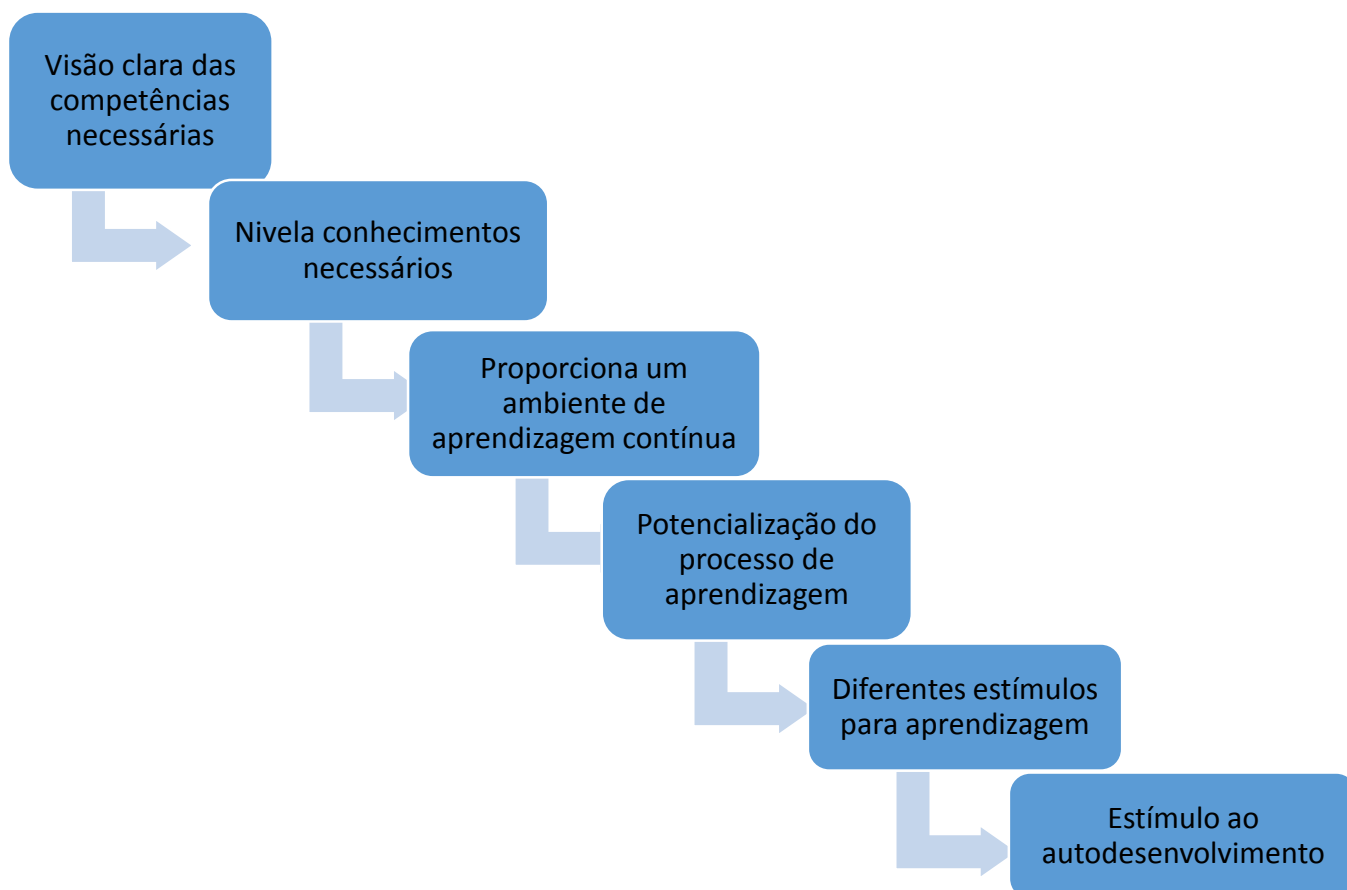 Visão clara das
competências
necessárias
Nivela conhecimentos
necessários
Proporciona um
ambiente de
aprendizagem contínua
Potencialização do
processo de
aprendizagem
Diferentes estímulos
para aprendizagem
Estímulo ao
autodesenvolvimento